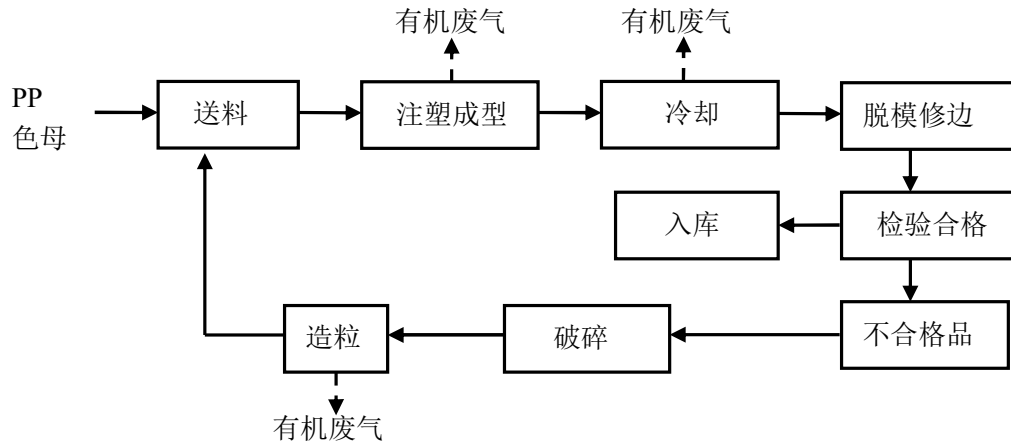 有机废气
有机废气
PP
色母
送料
注塑成型
冷却
脱模修边
入库
检验合格
造粒
破碎
不合格品
有机废气